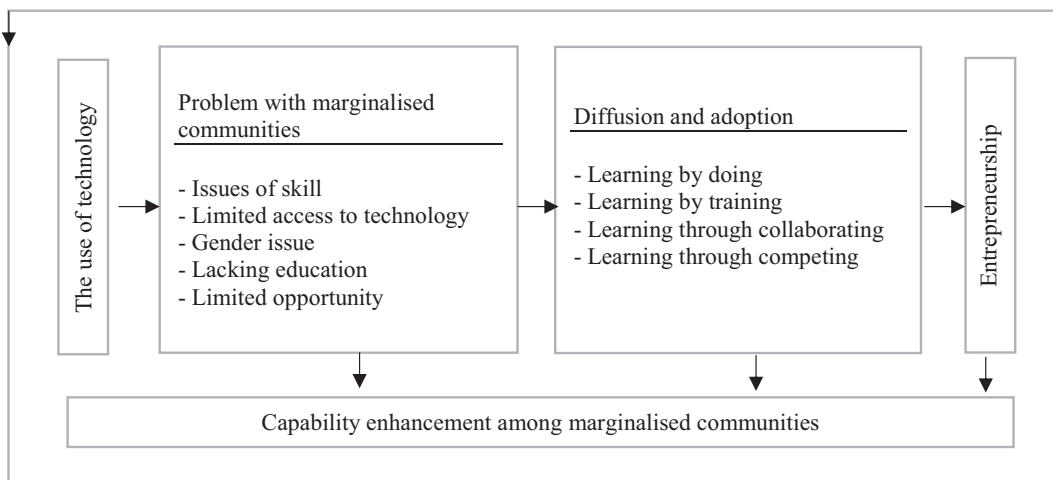 The use of technology
Problem with marginalised
communities
- Issues of skill
- Limited access to technology
- Gender issue
- Lacking education
- Limited opportunity
Diffusion and adoption
- Learning by doing
- Learning by training
- Learning through collaborating
- Learning through competing
Entrepreneurship
Capability enhancement among marginalised communities